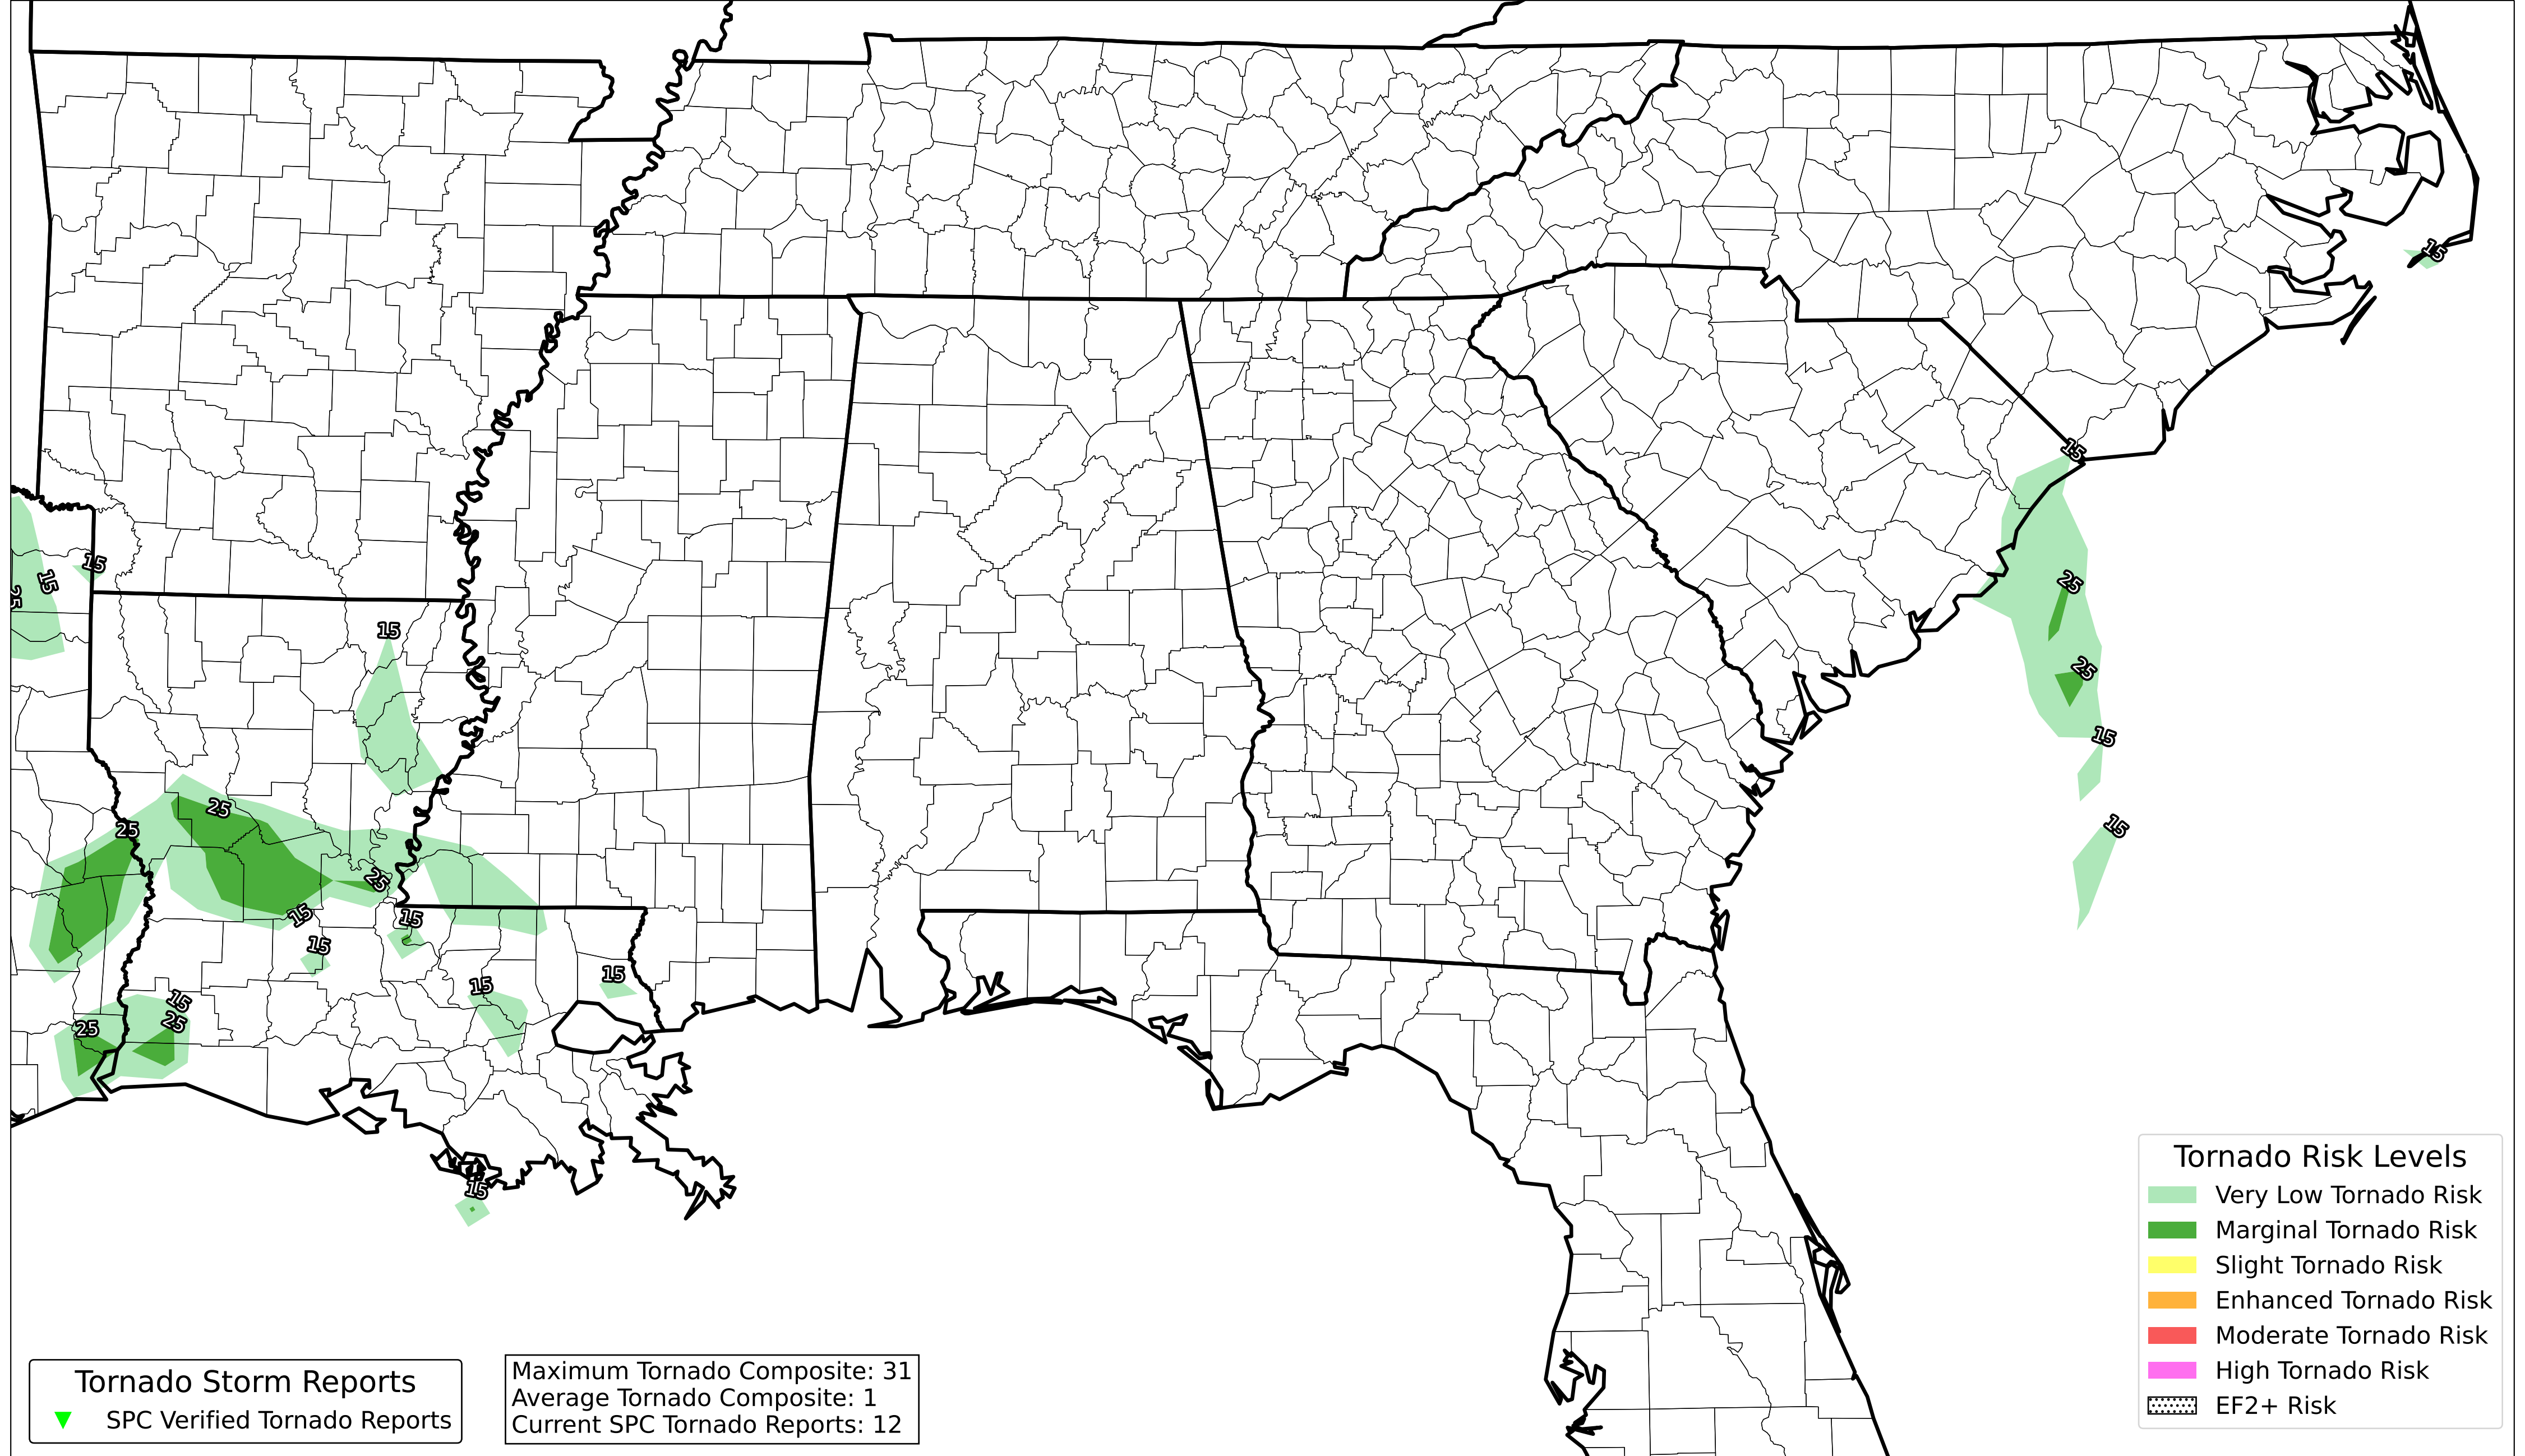 15
15
15
15
25
15
25
25
15
25
25
15
25
15
15
15
15
15
15
25
25
15
15
Tornado Risk Levels
Very Low Tornado Risk
Marginal Tornado Risk
Slight Tornado Risk
Enhanced Tornado Risk
Moderate Tornado Risk
High Tornado Risk
EF2+ Risk
Tornado Storm Reports
SPC Verified Tornado Reports
Maximum Tornado Composite: 31
Average Tornado Composite: 1
Current SPC Tornado Reports: 12